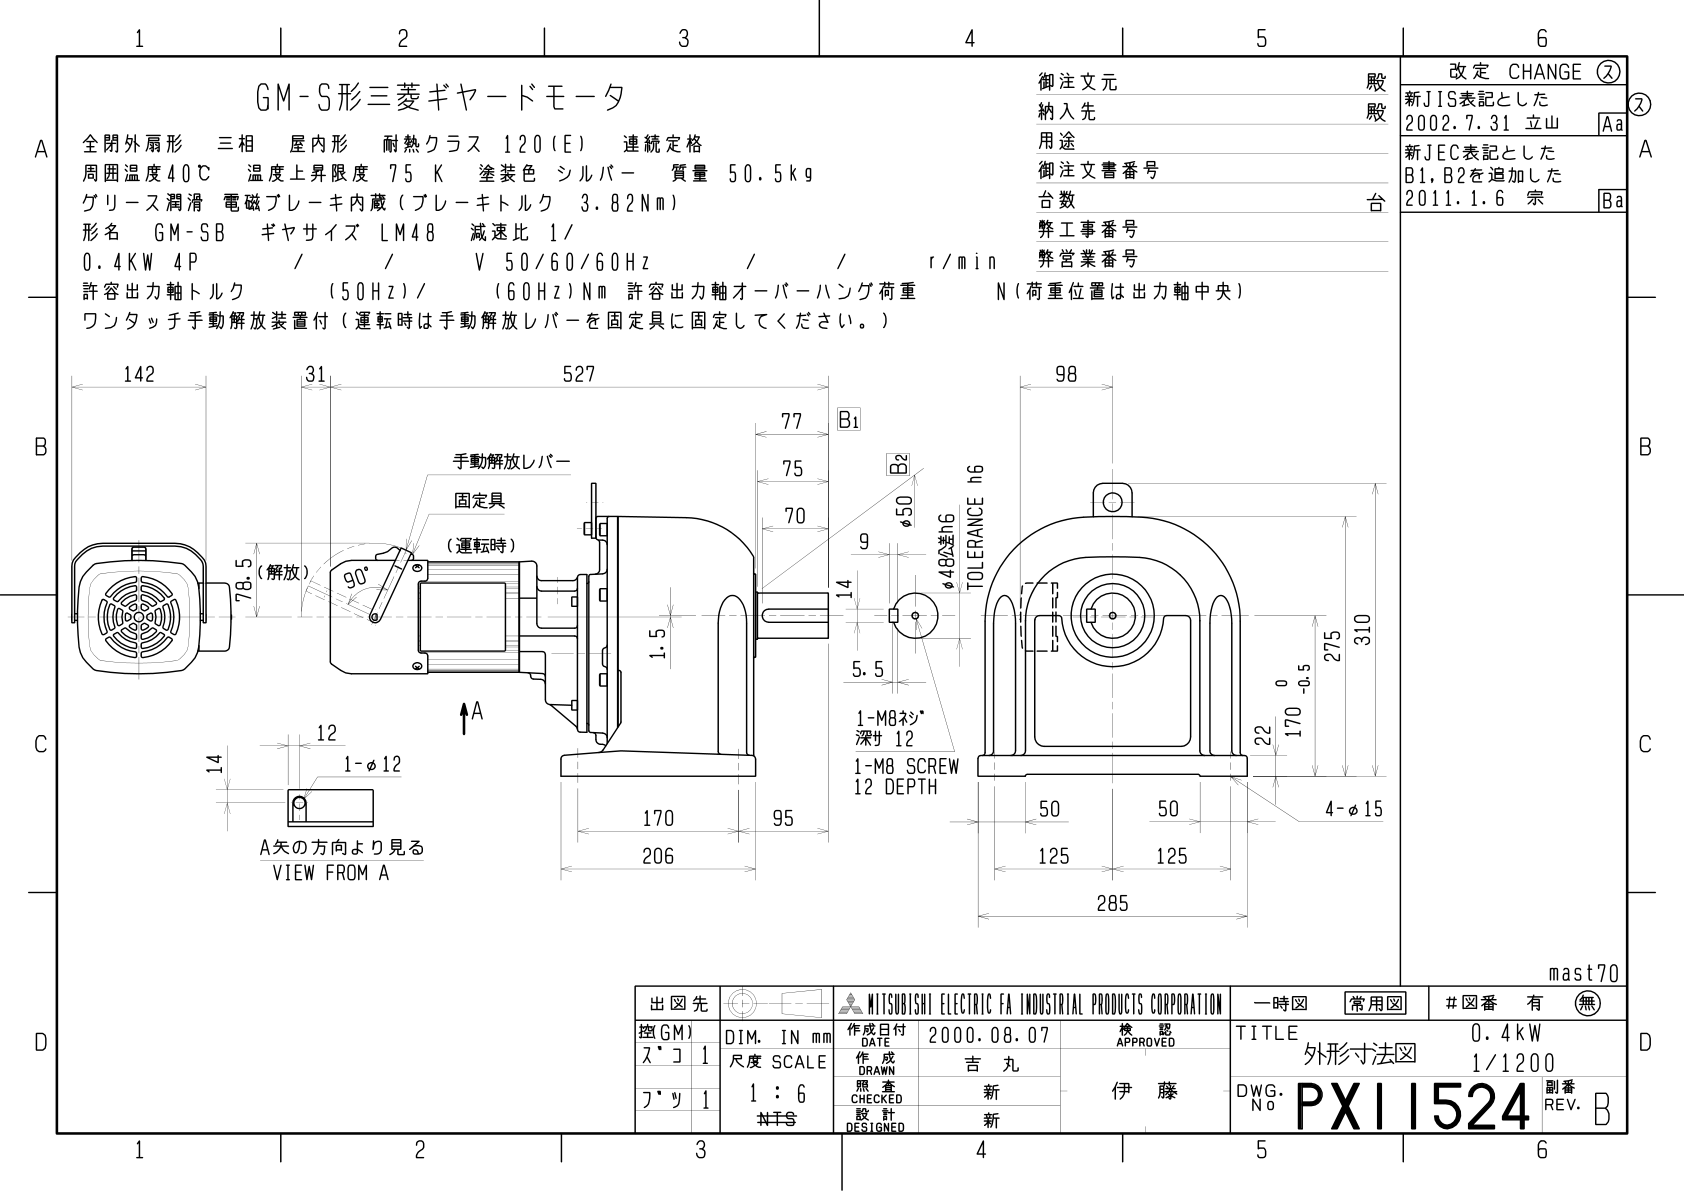 1 2 3 4 5 6
A
B
C
D
GM-S形三菱ギヤードモータ
全閉外扇形 三相 屋内形 耐熱クラス 120(E) 連続定格
周囲温度40℃ 温度上昇限度 75 K 塗装色 シルバー 質量 50.5kg
グリース潤滑 電磁ブレーキ内蔵(ブレーキトルク 3.82Nm)
形名 GM-SB ギヤサイズ LM48 減速比 1/
0.4KW 4P / / V 50/60/60Hz / / r/min
許容出力軸トルク (50Hz)/ (60Hz)Nm 許容出力軸オーバーハング荷重 N(荷重位置は出力軸中央)
ワンタッチ手動解放装置付(運転時は手動解放レバーを固定具に固定してください。)
御注文元 殿
納入先 殿
用途
御注文書番号
台数 台
弊工事番号
弊営業番号
改定 CHANGE ス
新JIS表記とした
2002.7.31 立山 Aa
ス
新JEC表記とした
B1,B2を追加した
2011.1.6 宗 Ba
A
B
C
D
142
31
527
98
77
B1
75
70
手動解放レバー
固定具
(運転時)
(解放)
90°
78.5
1.5
B2
φ50
φ48公差h6
TOLERANCE h6
9
14
5.5
1-M8ネジ
深サ 12
1-M8 SCREW
12 DEPTH
A
12
14
1-φ12
A矢の方向より見る
VIEW FROM A
170
95
206
22
170 0 -0.5
275
310
50
50
4-φ15
125
125
285
mast70
出図先
控(GM)
ズコ 1
ブツ 1
DIM. IN mm
尺度 SCALE
1 : 6
NTS
MITSUBISHI ELECTRIC FA INDUSTRIAL PRODUCTS CORPORATION
作成日付 DATE
2000.08.07
作成 DRAWN
吉丸
照査 CHECKED
新
設計 DESIGNED
新
検認 APPROVED
伊藤
一時図 常用図 #図番 有 無
TITLE
外形寸法図
0.4kW
1/1200
DWG. No
PX11524
副番 REV.
B
1 2 3 4 5 6